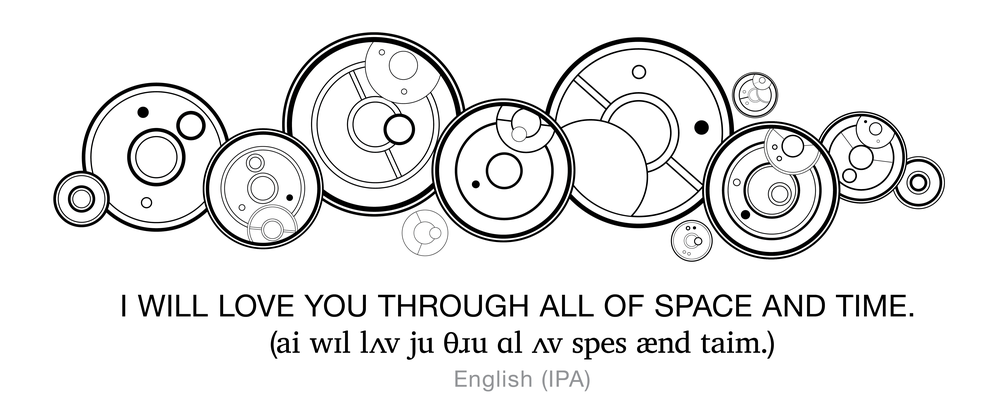 I WILL LOVE YOU THROUGH ALL OF SPACE AND TIME.
(ai wɪl lʌv ju θɹu ɑl ʌv spes ænd taim.)
English (IPA)